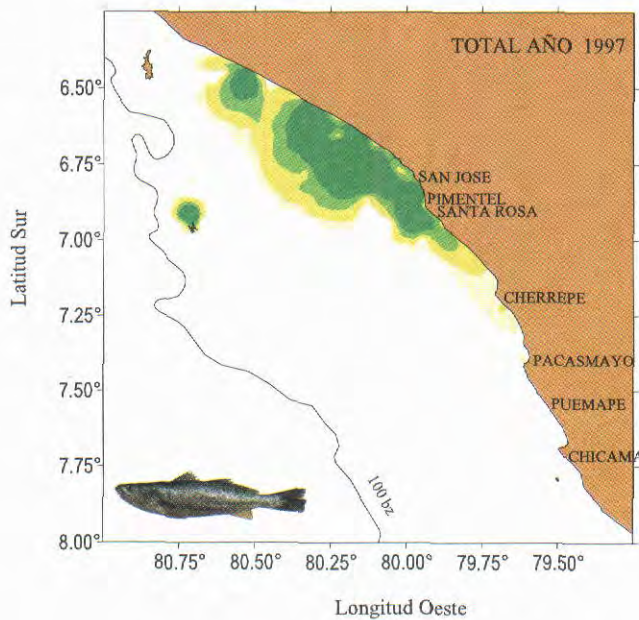 TOTAL AÑO 1997
6.50°
6.75°
7.00°
7.25°
7.50°
7.75°
8.00°
Latitud Sur
SAN JOSE
PIMENTEL
SANTA ROSA
CHERREPE
PACASMAYO
PUEMAPE
CHICAMA
100 bz
80.75°
80.50°
80.25°
80.00°
79.75°
79.50°
Longitud Oeste